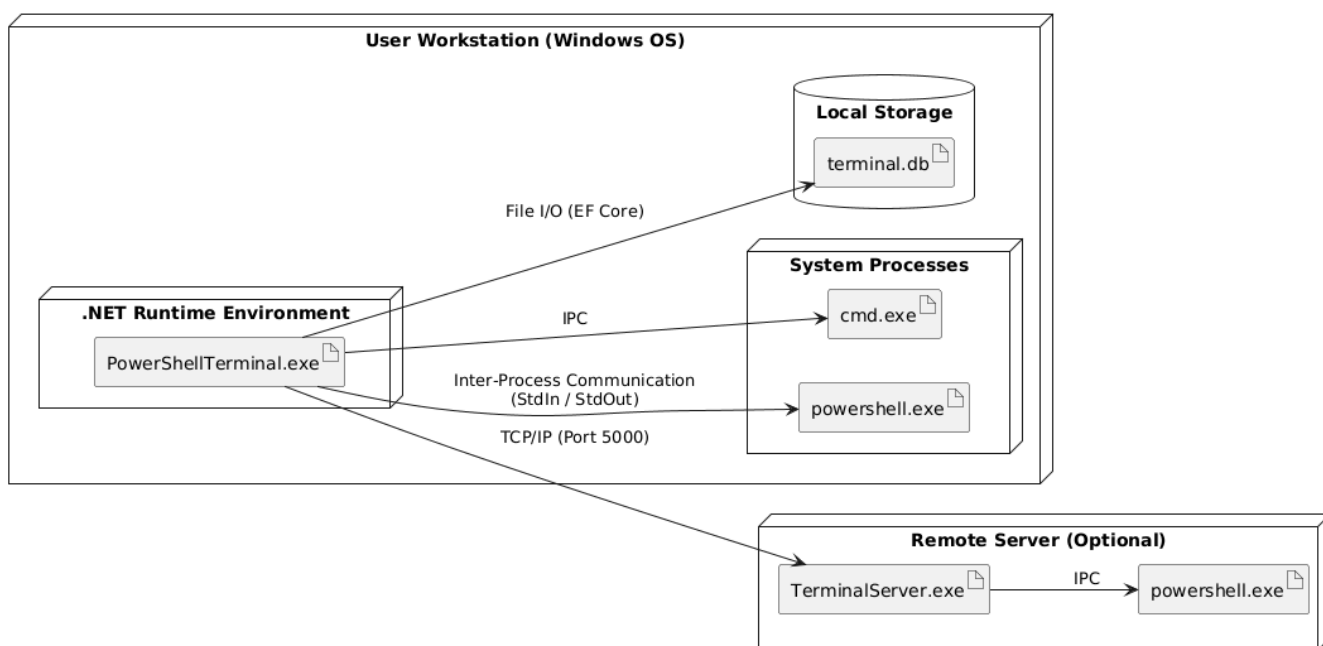 User Workstation (Windows OS)
Local Storage
terminal.db
File I/O (EF Core)
System Processes
.NET Runtime Environment
cmd.exe
IPC
PowerShellTerminal.exe
Inter-Process Communication
(StdIn / StdOut)
powershell.exe
TCP/IP (Port 5000)
Remote Server (Optional)
TerminalServer.exe
IPC
powershell.exe